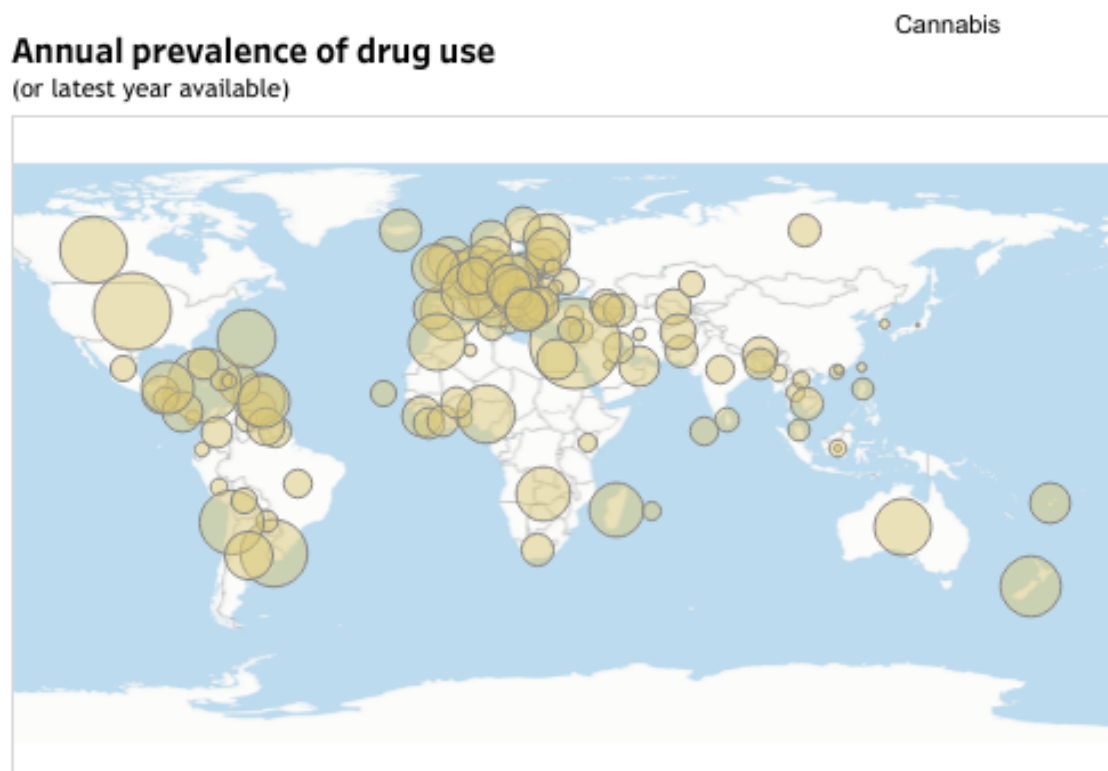 Cannabis
Annual prevalence of drug use
(or latest year available)